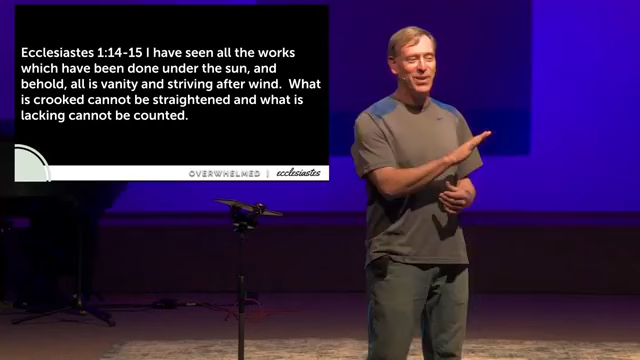 Ecclesiastes 1:14-15 I have seen all the works
which have been done under the sun, and
behold, all is vanity and striving after wind.  What
is crooked cannot be straightened and what is
lacking cannot be counted.
OVERWHELMED | ecclesiastes